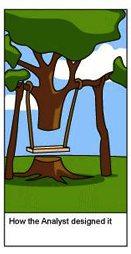 How the Analyst designed it